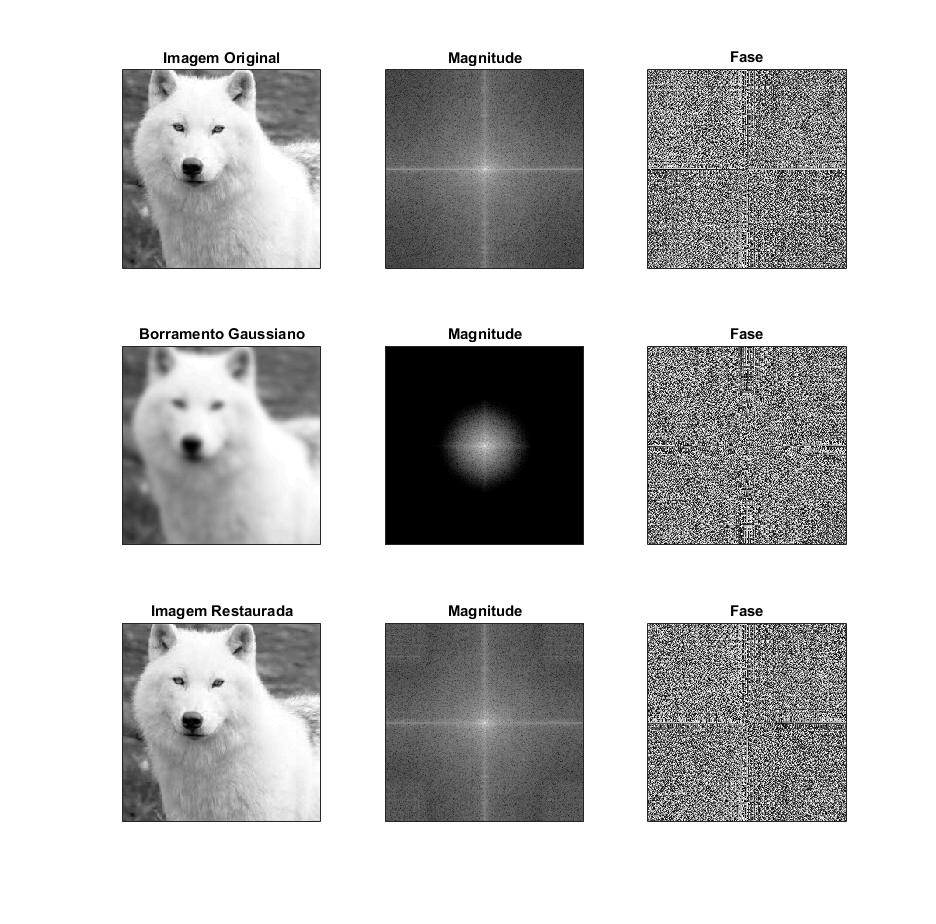 Imagem Original
Magnitude
Fase
Borramento Gaussiano
Magnitude
Fase
Imagem Restaurada
Magnitude
Fase